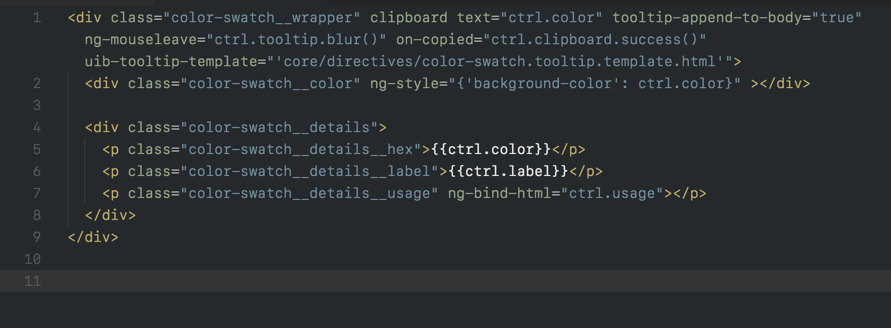 1 <div class="color-swatch__wrapper" clipboard text="ctrl.color" tooltip-append-to-body="true"
ng-mouseleave="ctrl.tooltip.blur()" on-copied="ctrl.clipboard.success()"
uib-tooltip-template="'core/directives/color-swatch.tooltip.template.html'">
2 <div class="color-swatch__color" ng-style="{'background-color': ctrl.color}" ></div>
3
4 <div class="color-swatch__details">
5 <p class="color-swatch__details__hex">{{ctrl.color}}</p>
6 <p class="color-swatch__details__label">{{ctrl.label}}</p>
7 <p class="color-swatch__details__usage" ng-bind-html="ctrl.usage"></p>
8 </div>
9 </div>
10
11